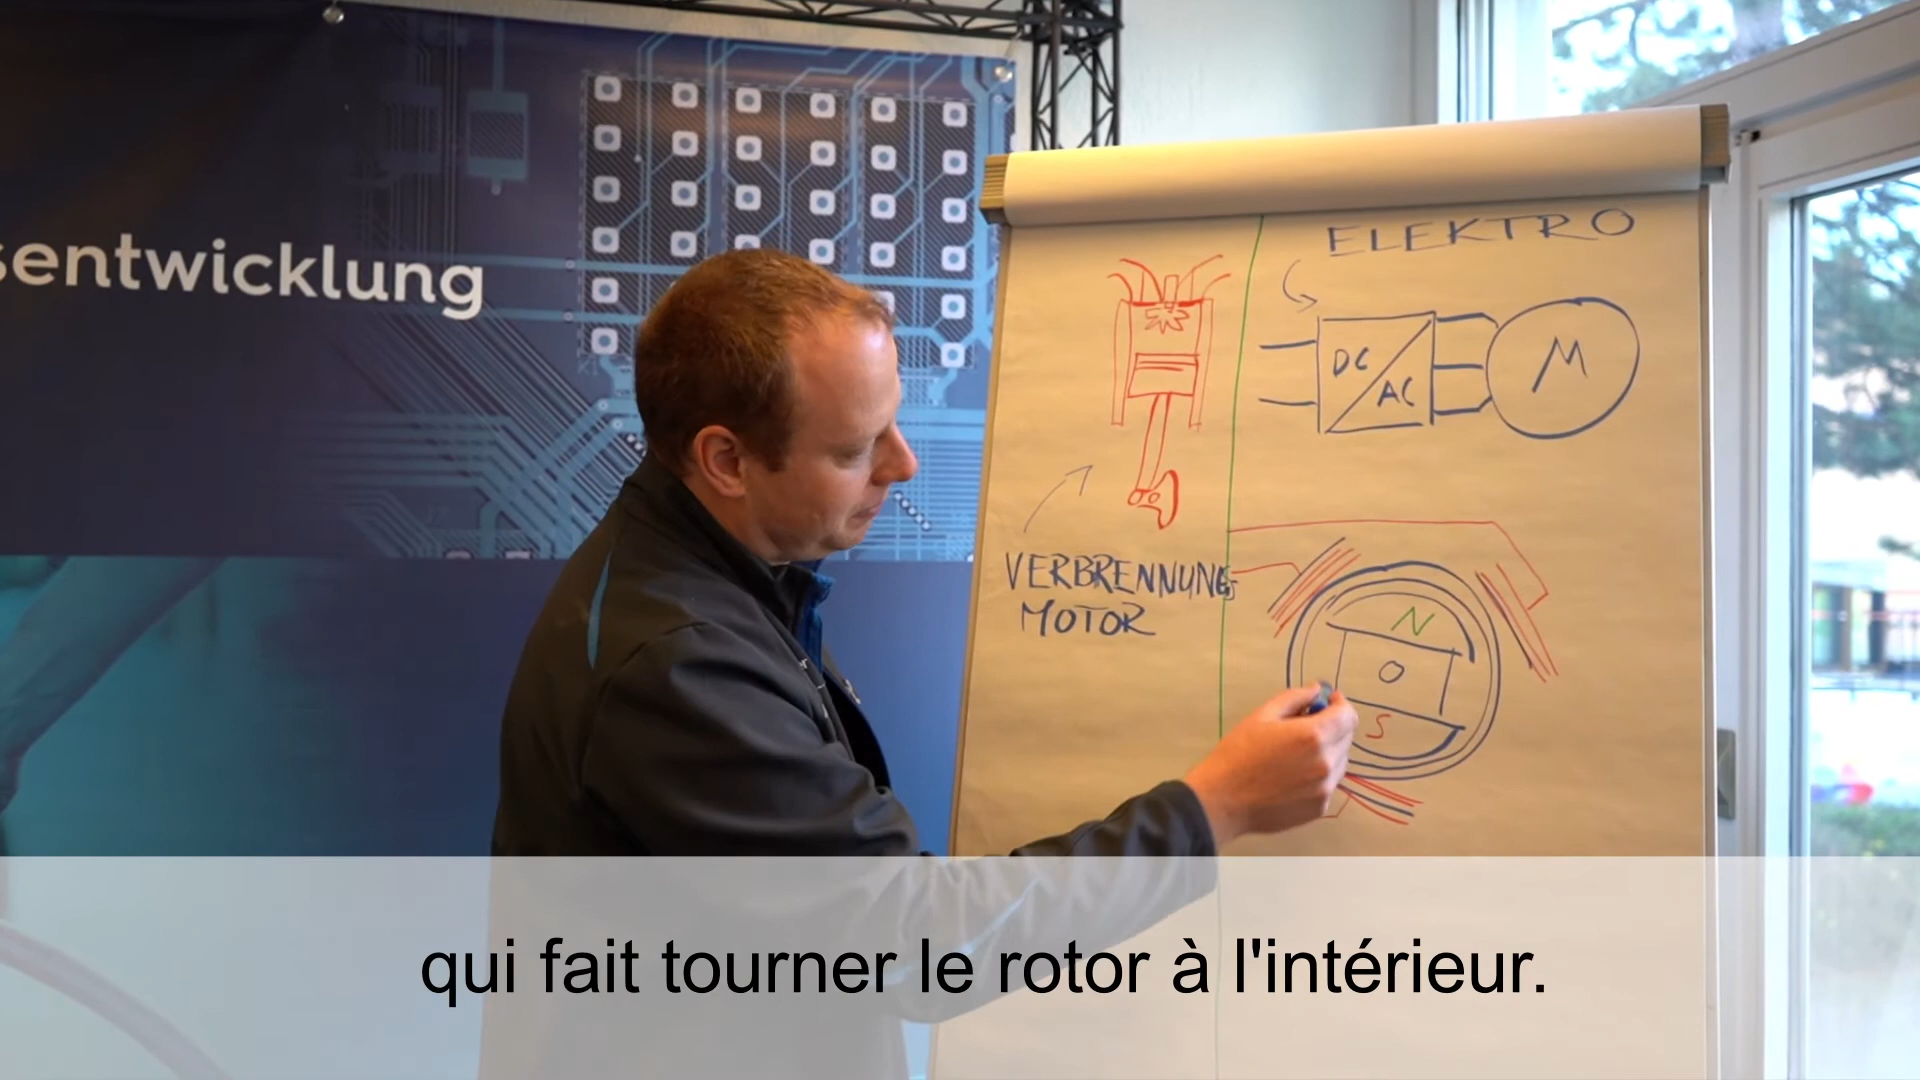 sentwicklung
ELEKTRO
DC
AC
M
VERBRENNUNGS
MOTOR
N
S
qui fait tourner le rotor à l'intérieur.